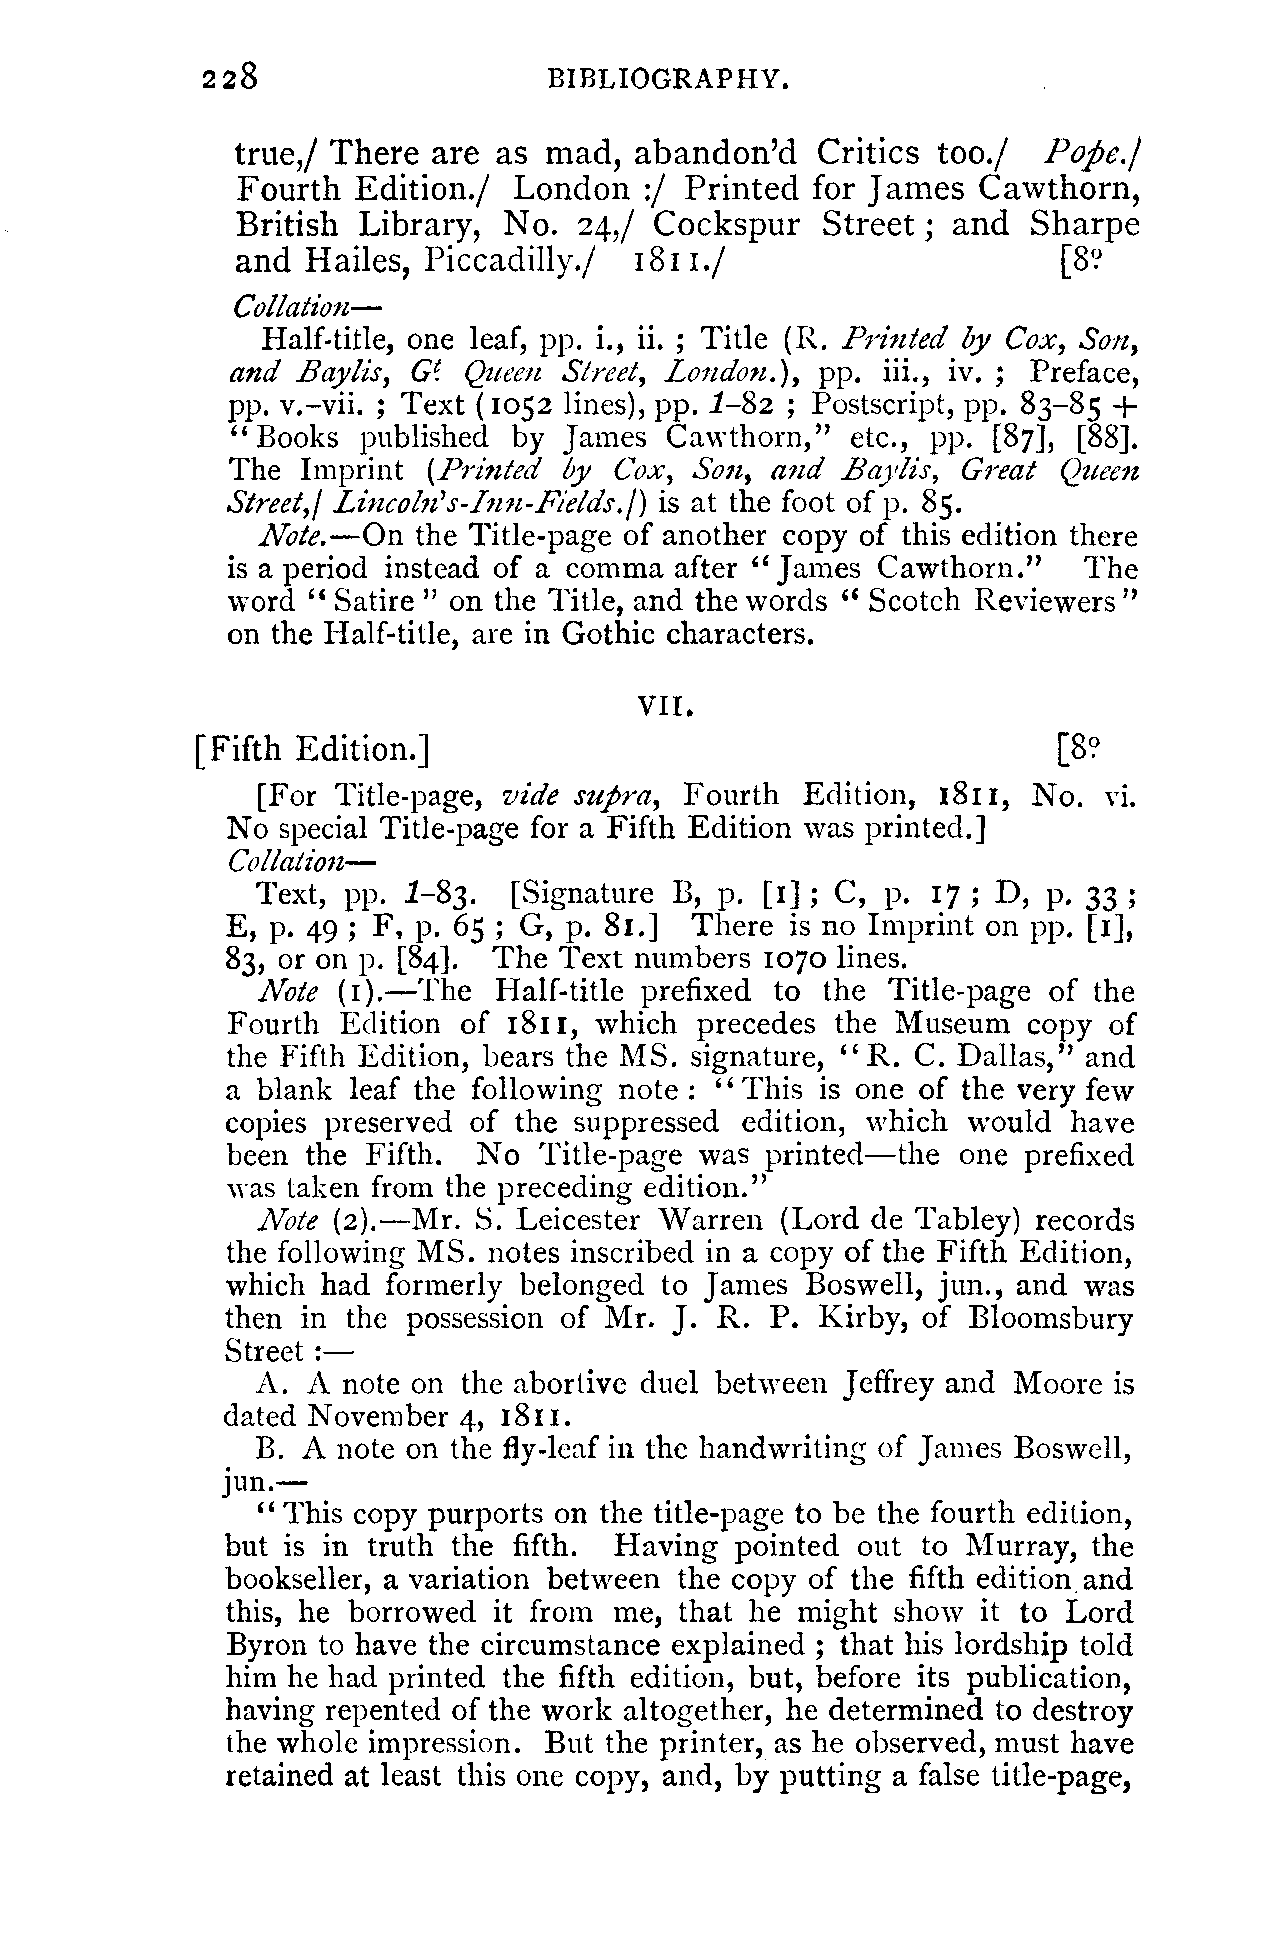 228 BIBLIOGRAPHY.
true,/ There are as mad, abandon'd Critics too./ Pope./
Fourth Edition./ London :/ Printed for James Cawthorn,
British Library, No. 24,/ Cockspur Street ; and Sharpe
and Hailes, Piccadilly./ 1811./ [8º
Collation—
Half-title, one leaf, pp. i., ii. ; Title (R. Printed by Cox, Son,
and Baylis, Gt Queen Street, London.), pp. iii., iv. ; Preface,
pp. v.–vii. ; Text (1052 lines), pp. 1–82 ; Postscript, pp. 83–85 +
"Books published by James Cawthorn," etc., pp. [87], [88].
The Imprint (Printed by Cox, Son, and Baylis, Great Queen
Street,/ Lincoln's-Inn-Fields./) is at the foot of p. 85.
Note.—On the Title-page of another copy of this edition there
is a period instead of a comma after "James Cawthorn." The
word "Satire" on the Title, and the words "Scotch Reviewers"
on the Half-title, are in Gothic characters.
VII.
[Fifth Edition.] [8º
[For Title-page, vide supra, Fourth Edition, 1811, No. vi.
No special Title-page for a Fifth Edition was printed.]
Collation—
Text, pp. 1–83. [Signature B, p. [1] ; C, p. 17 ; D, p. 33 ;
E, p. 49 ; F, p. 65 ; G, p. 81.] There is no Imprint on pp. [1],
83, or on p. [84]. The Text numbers 1070 lines.
Note (1).—The Half-title prefixed to the Title-page of the
Fourth Edition of 1811, which precedes the Museum copy of
the Fifth Edition, bears the MS. signature, "R. C. Dallas," and
a blank leaf the following note : "This is one of the very few
copies preserved of the suppressed edition, which would have
been the Fifth. No Title-page was printed—the one prefixed
was taken from the preceding edition."
Note (2).—Mr. S. Leicester Warren (Lord de Tabley) records
the following MS. notes inscribed in a copy of the Fifth Edition,
which had formerly belonged to James Boswell, jun., and was
then in the possession of Mr. J. R. P. Kirby, of Bloomsbury
Street :—
A. A note on the abortive duel between Jeffrey and Moore is
dated November 4, 1811.
B. A note on the fly-leaf in the handwriting of James Boswell,
jun.—
"This copy purports on the title-page to be the fourth edition,
but is in truth the fifth. Having pointed out to Murray, the
bookseller, a variation between the copy of the fifth edition and
this, he borrowed it from me, that he might show it to Lord
Byron to have the circumstance explained ; that his lordship told
him he had printed the fifth edition, but, before its publication,
having repented of the work altogether, he determined to destroy
the whole impression. But the printer, as he observed, must have
retained at least this one copy, and, by putting a false title-page,